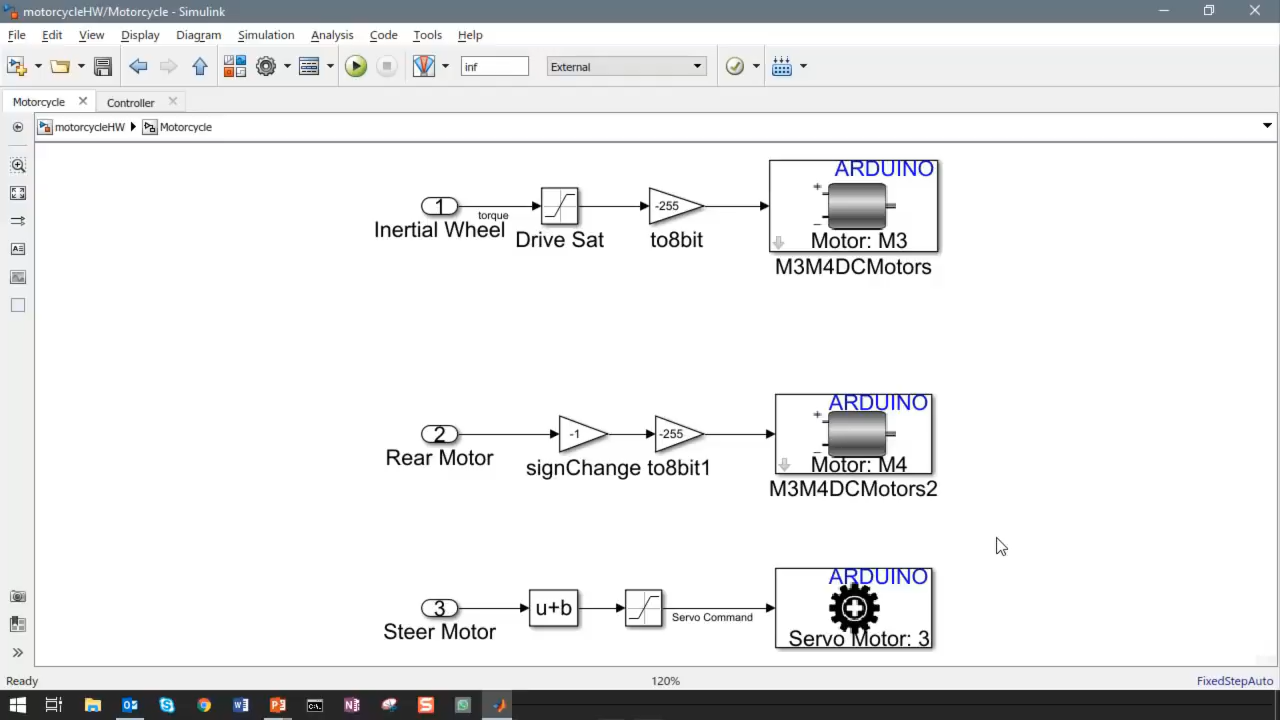 motorcycleHW/Motorcycle - Simulink
File Edit View Display Diagram Simulation Analysis Code Tools Help
inf External
Motorcycle Controller
motorcycleHW Motorcycle
ARDUINO
1 torque -255 + −
Inertial Wheel Drive Sat to8bit Motor: M3
M3M4DCMotors
ARDUINO
2 -1 -255 + −
Rear Motor signChange to8bit1 Motor: M4
M3M4DCMotors2
ARDUINO
3 u+b Servo Command
Steer Motor Servo Motor: 3
Ready 120% FixedStepAuto